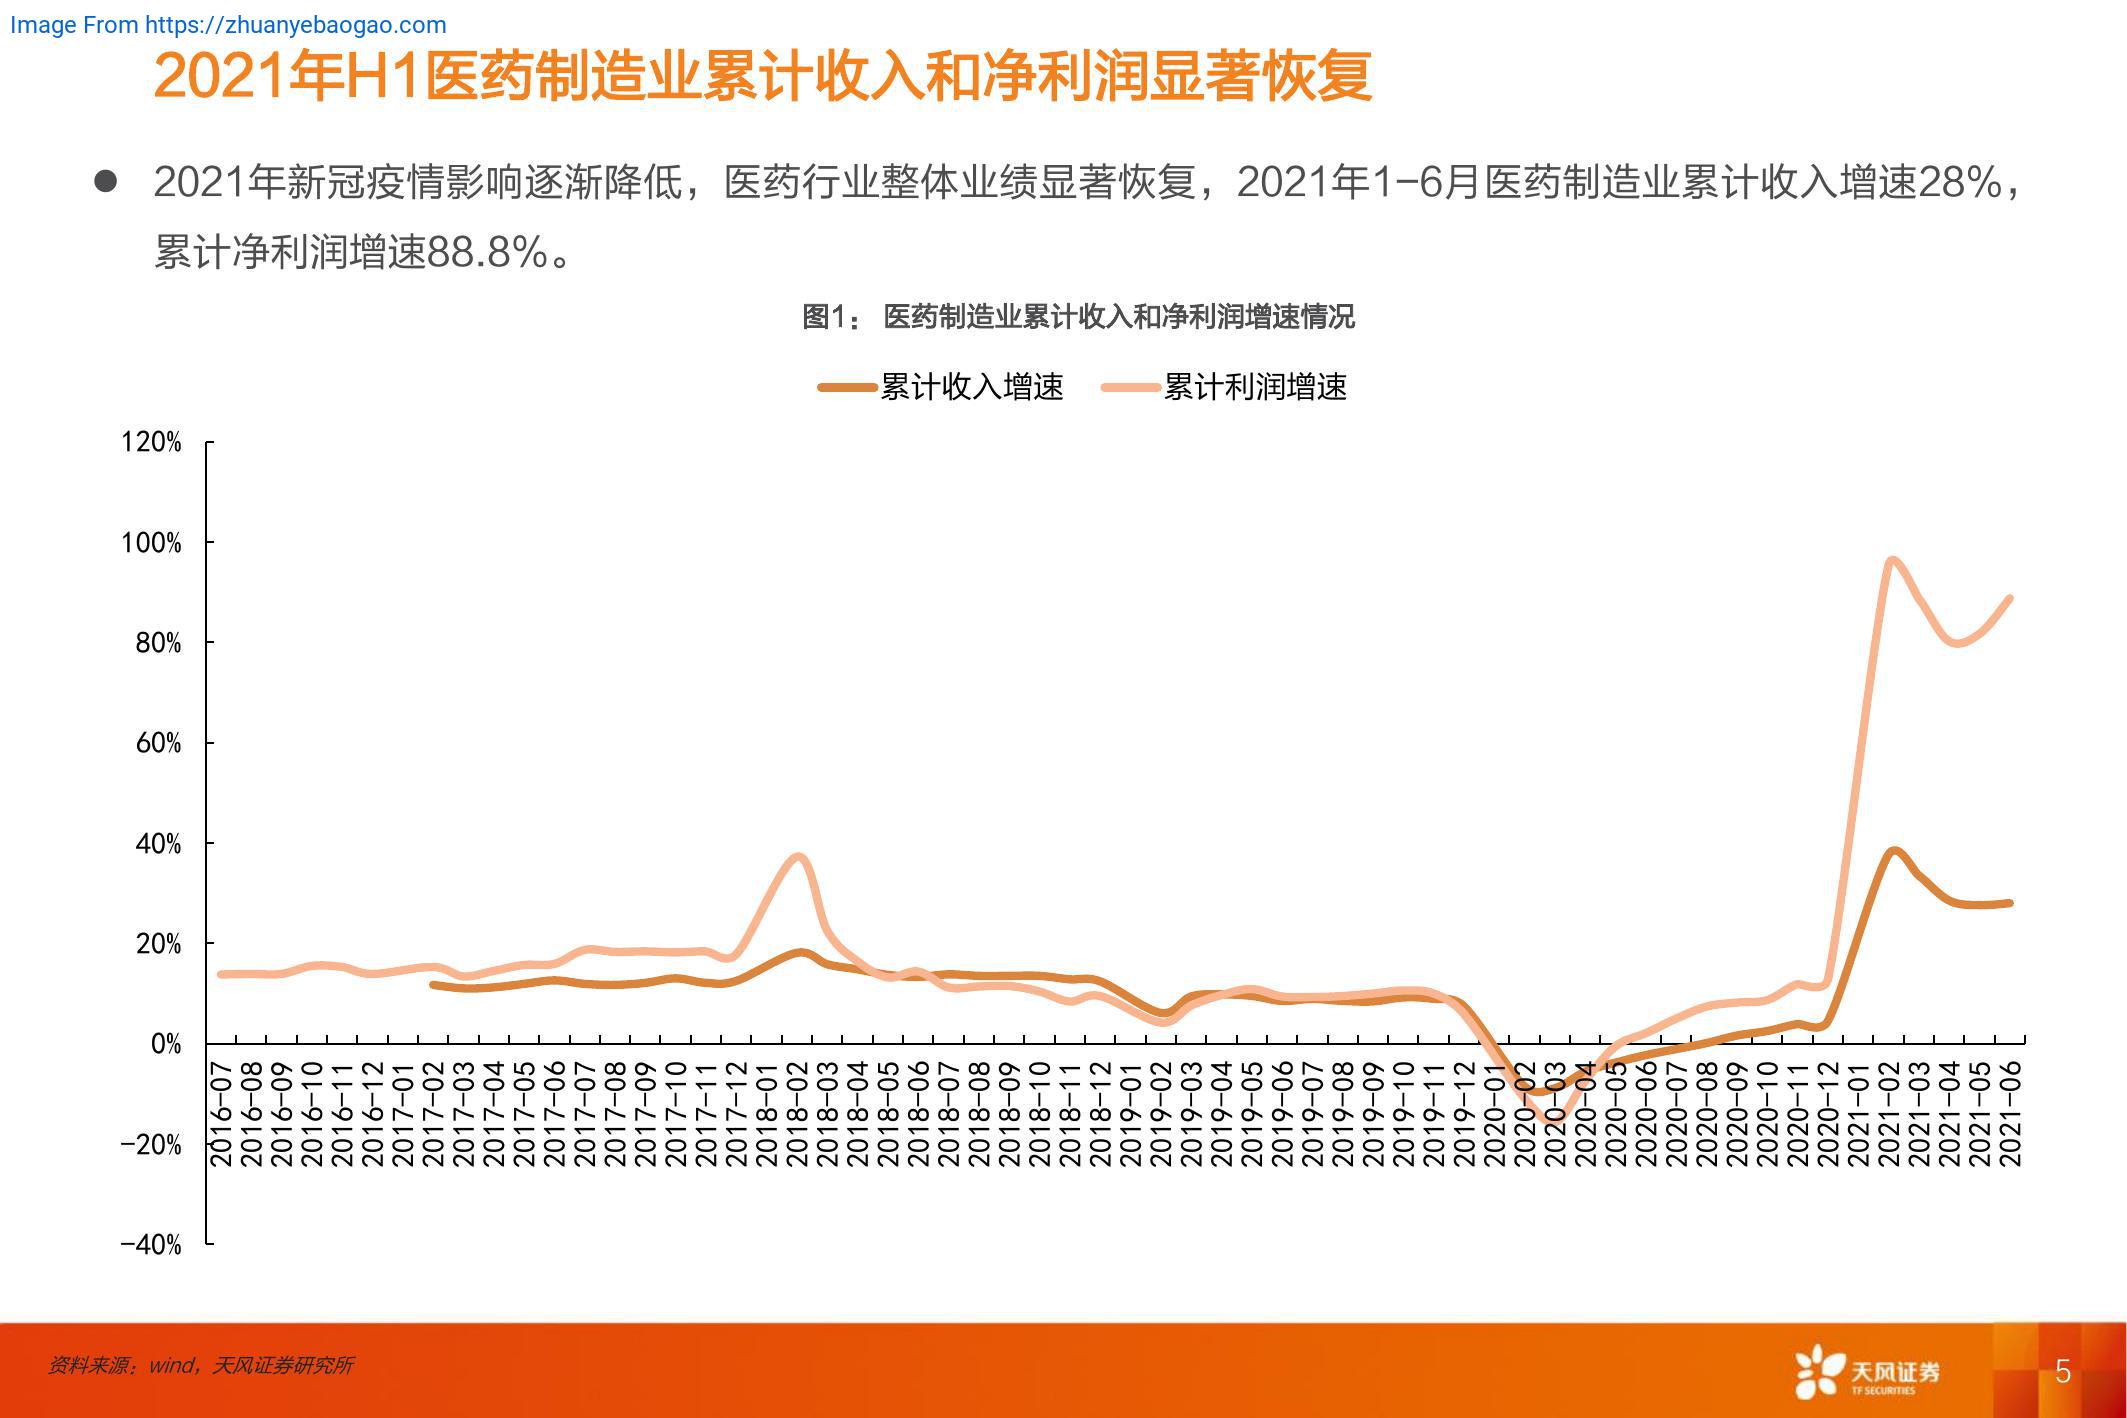 Image From https://zhuanyebaogao.com
2021年H1医药制造业累计收入和净利润显著恢复
● 2021年新冠疫情影响逐渐降低，医药行业整体业绩显著恢复，2021年1-6月医药制造业累计收入增速28%，
累计净利润增速88.8%。
图1： 医药制造业累计收入和净利润增速情况
累计收入增速 累计利润增速
120%
100%
80%
60%
40%
20%
0%
-20%
-40%
2016-07 2016-08 2016-09 2016-10 2016-11 2016-12 2017-01 2017-02 2017-03 2017-04 2017-05 2017-06 2017-07 2017-08 2017-09 2017-10 2017-11 2017-12 2018-01 2018-02 2018-03 2018-04 2018-05 2018-06 2018-07 2018-08 2018-09 2018-10 2018-11 2018-12 2019-01 2019-02 2019-03 2019-04 2019-05 2019-06 2019-07 2019-08 2019-09 2019-10 2019-11 2019-12 2020-01 2020-02 2020-03 2020-04 2020-05 2020-06 2020-07 2020-08 2020-09 2020-10 2020-11 2020-12 2021-01 2021-02 2021-03 2021-04 2021-05 2021-06
资料来源：wind，天风证券研究所
天风证券
TF SECURITIES
5